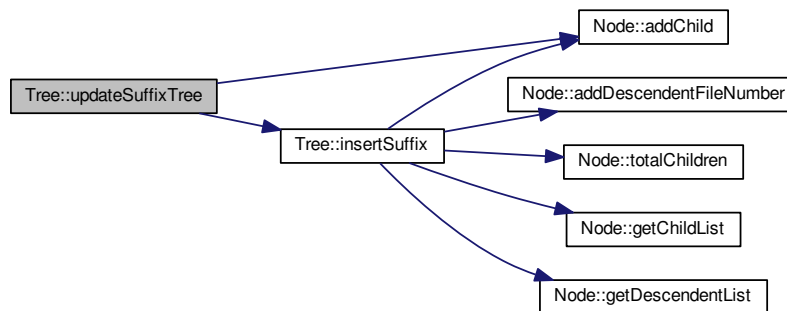 Tree::updateSuffixTree
Tree::insertSuffix
Node::addChild
Node::addDescendentFileNumber
Node::totalChildren
Node::getChildList
Node::getDescendentList